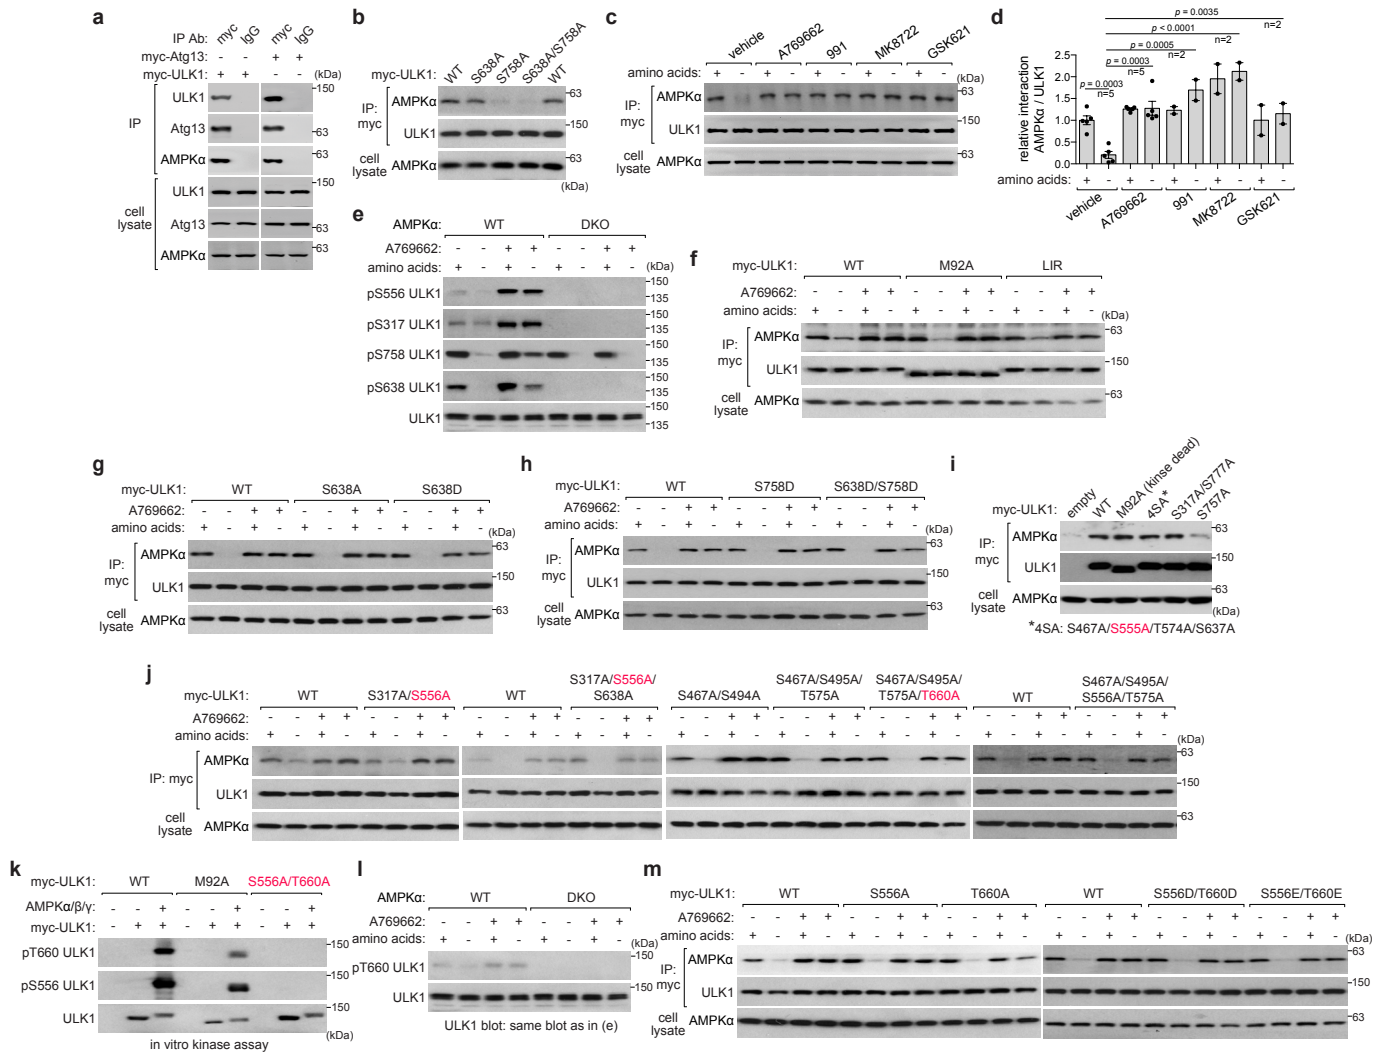 a
IP Ab: myc IgG myc IgG
myc-Atg13: - - + +
myc-ULK1: + + - - (kDa)
IP
ULK1 150
Atg13 63
AMPKα 63
cell lysate
ULK1 150
Atg13 63
AMPKα 63
b
myc-ULK1: WT S638A S758A S638A/S758A WT
IP: myc
AMPKα 63
ULK1 150
cell lysate AMPKα 63
(kDa)
c
vehicle A769662 991 MK8722 GSK621
amino acids: + - + - + - + - + - (kDa)
IP: myc
AMPKα 63
ULK1 150
cell lysate AMPKα 63
d
p = 0.0035
p < 0.0001 n=2
p = 0.0005 n=2
p = 0.0003 n=2
p = 0.0003 n=5
n=5
relative interaction AMPKα / ULK1
2.5
2.0
1.5
1.0
0.5
0.0
amino acids: + - + - + - + - + -
vehicle A769662 991 MK8722 GSK621
e
AMPKα: WT DKO
A769662: - - + + - - + +
amino acids: + - + - + - + - (kDa)
pS556 ULK1 150 135
pS317 ULK1 150 135
pS758 ULK1 150 135
pS638 ULK1 150 135
ULK1 150 135
f
myc-ULK1: WT M92A LIR
A769662: - - + + - - + + - - + +
amino acids: + - + - + - + - + - + - (kDa)
IP: myc
AMPKα 63
ULK1 150
cell lysate AMPKα 63
g
myc-ULK1: WT S638A S638D
A769662: - - + + - - + + - - + +
amino acids: + - + - + - + - + - + - (kDa)
IP: myc
AMPKα 63
ULK1 150
cell lysate AMPKα 63
h
myc-ULK1: WT S758D S638D/S758D
A769662: - - + + - - + + - - + +
amino acids: + - + - + - + - + - + - (kDa)
IP: myc
AMPKα 63
ULK1 150
cell lysate AMPKα 63
i
myc-ULK1: empty WT M92A (kinse dead) 4SA* S317A/S777A S757A
IP: myc
AMPKα 63
ULK1 150
cell lysate AMPKα 63
(kDa)
*4SA: S467A/S555A/T574A/S637A
j
myc-ULK1: WT S317A/S556A WT S317A/S556A/S638A S467A/S494A S467A/S495A/T575A S467A/S495A/T575A/T660A WT S467A/S495A/S556A/T575A
A769662: - - + + - - + + - - + + - - + + - - + + - - + + - - + + - - + + - - + +
amino acids: + - + - + - + - + - + - + - + - + - + - + - + - + - + - + - + - + - + - (kDa)
IP: myc
AMPKα 63
ULK1 150
cell lysate AMPKα 63
k
myc-ULK1: WT M92A S556A/T660A
AMPKα/β/γ: - - + - - + - - +
myc-ULK1: - + + - + + - + +
pT660 ULK1 150
pS556 ULK1 150
ULK1 150
(kDa)
in vitro kinase assay
l
AMPKα: WT DKO
A769662: - - + + - - + +
amino acids: + - + - + - + - (kDa)
pT660 ULK1 150
ULK1 150
ULK1 blot: same blot as in (e)
m
myc-ULK1: WT S556A T660A WT S556D/T660D S556E/T660E
A769662: - - + + - - + + - - + + - - + + - - + + - - + +
amino acids: + - + - + - + - + - + - + - + - + - + - + - + - (kDa)
IP: myc
AMPKα 63
ULK1 150
cell lysate AMPKα 63